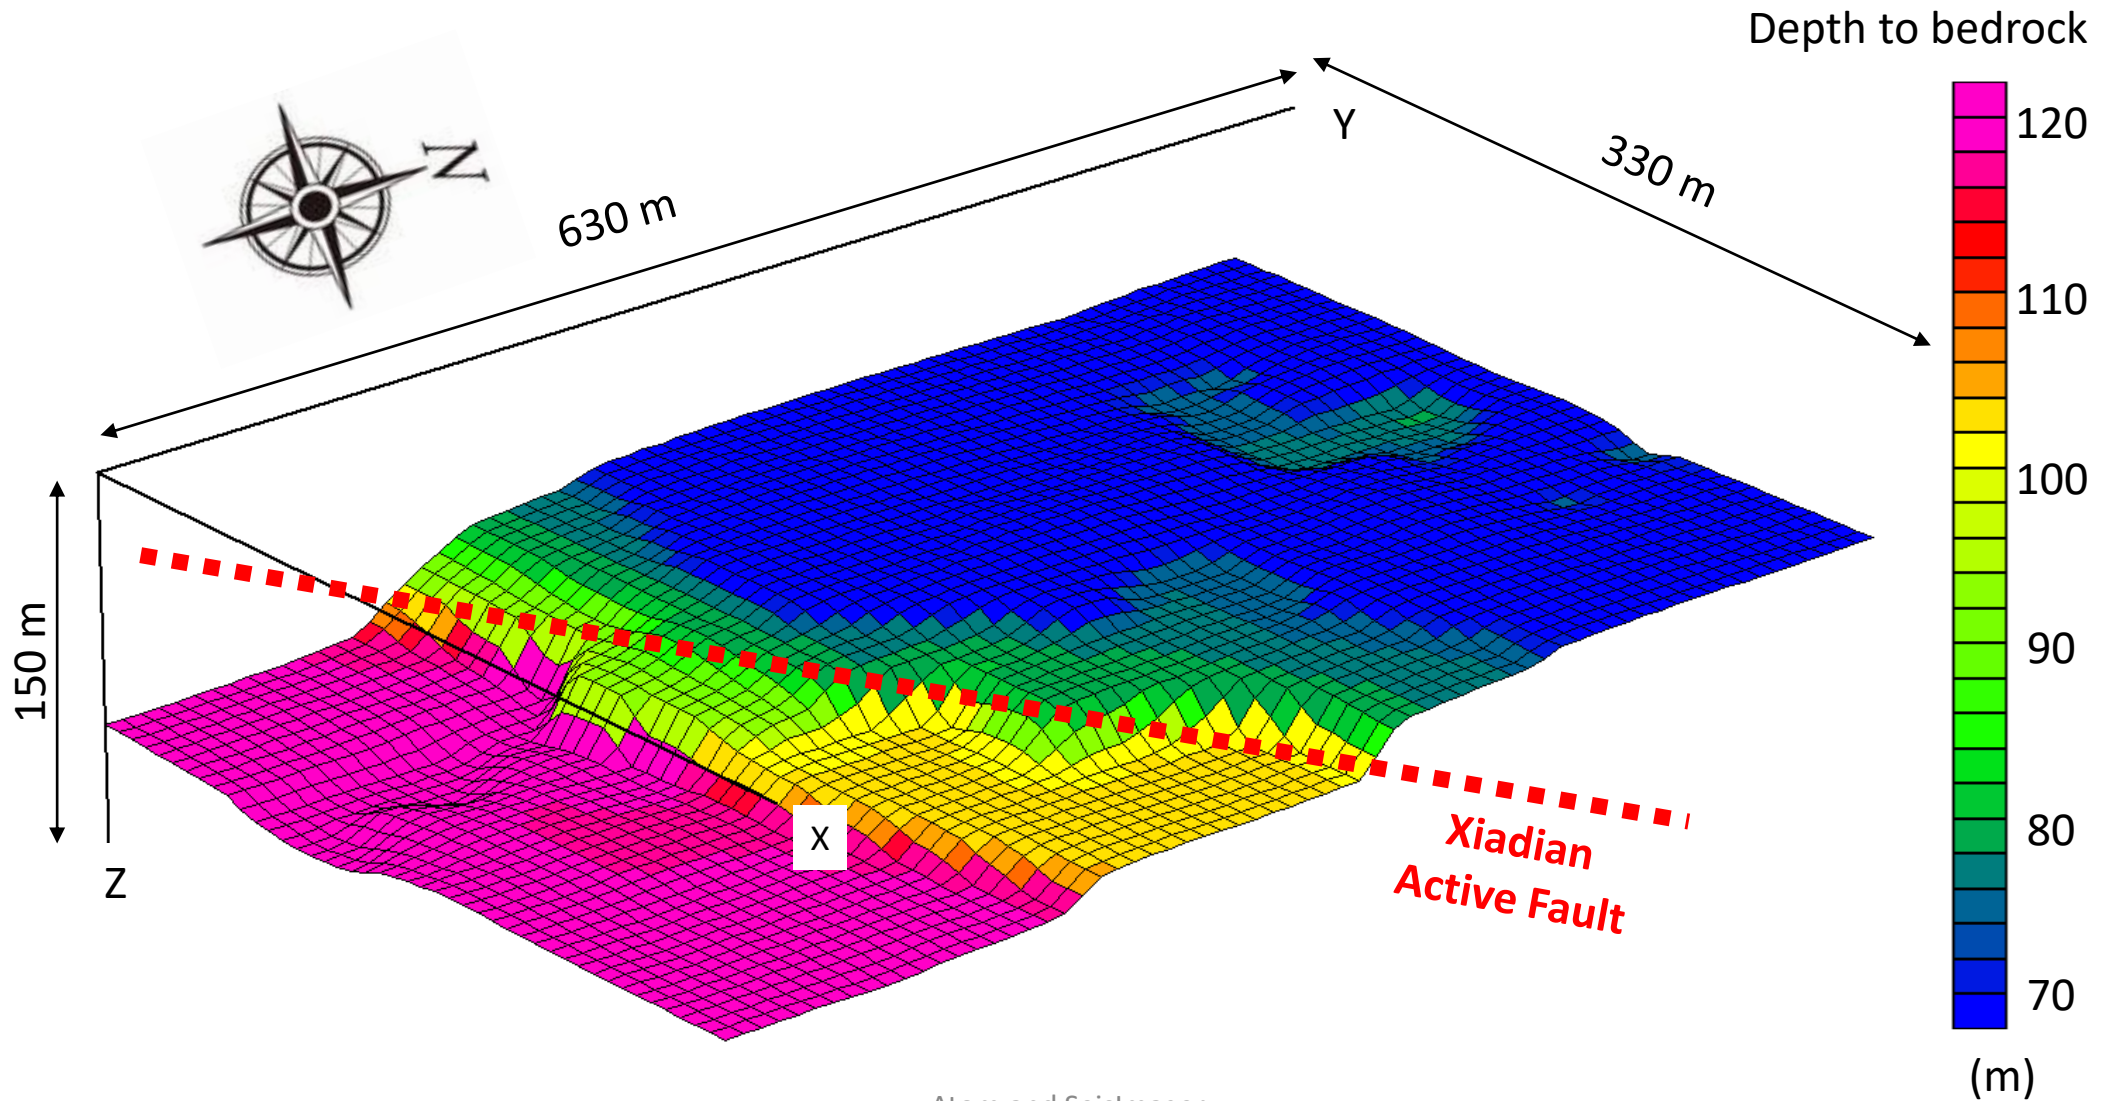 Depth to bedrock
120
110
100
90
80
70
(m)
N
630 m
Y
330 m
150 m
Z
X
Xiadian
Active Fault